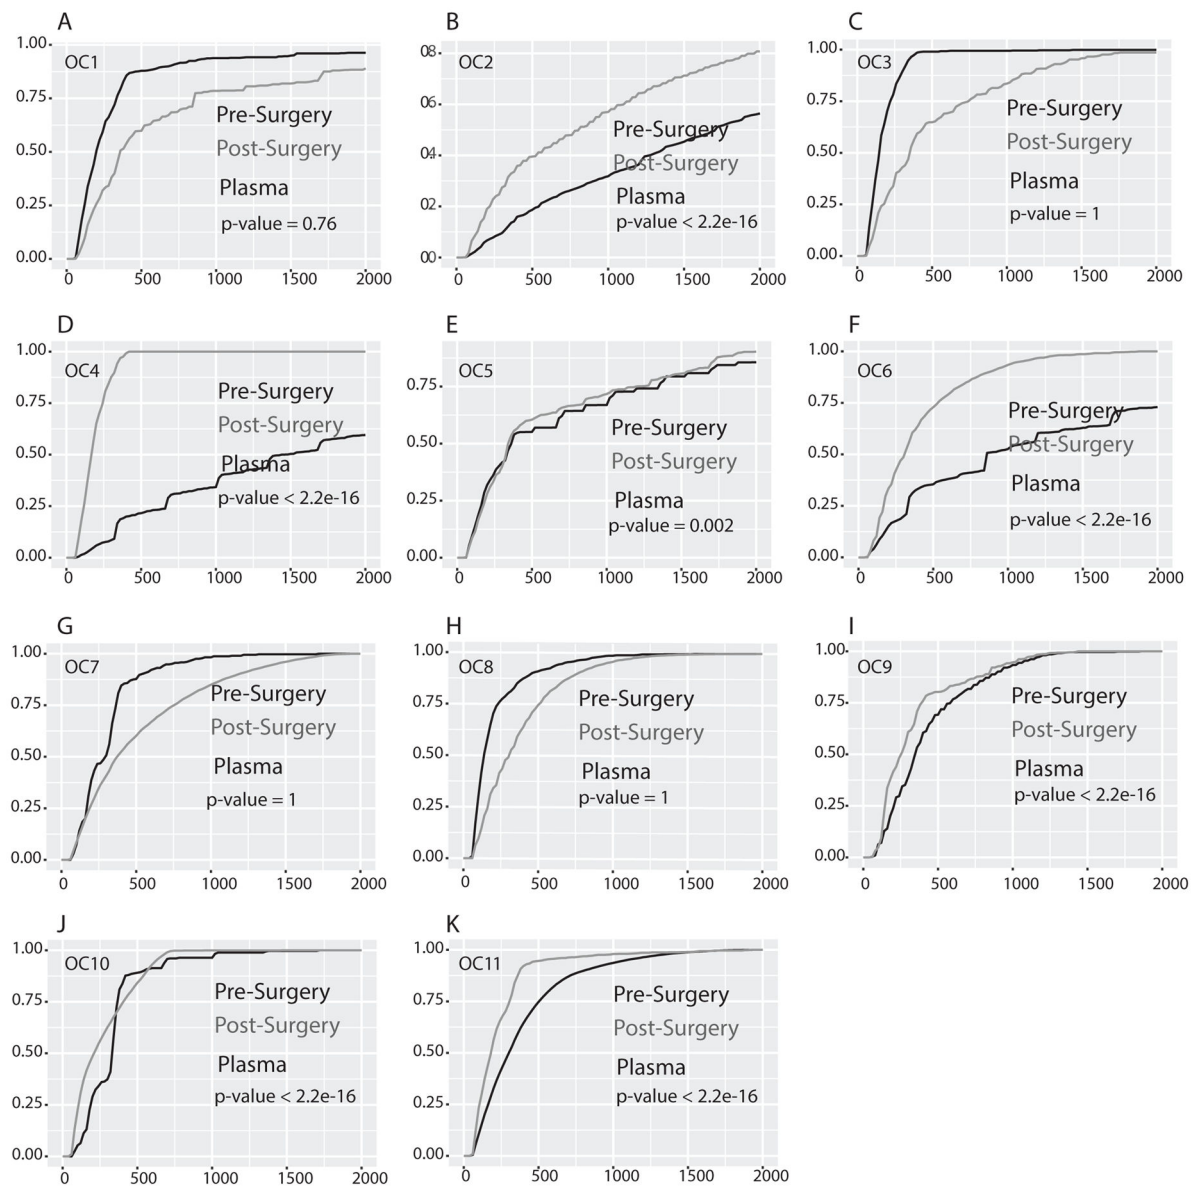 A
OC1
1.00
0.75
0.50
0.25
0.00
Pre-Surgery
Post-Surgery
Plasma
p-value = 0.76
0 500 1000 1500 2000
B
OC2
08
06
04
02
00
Pre-Surgery
Post-Surgery
Plasma
p-value < 2.2e-16
0 500 1000 1500 2000
C
OC3
1.00
0.75
0.50
0.25
0.00
Pre-Surgery
Post-Surgery
Plasma
p-value = 1
0 500 1000 1500 2000
D
OC4
1.00
0.75
0.50
0.25
0.00
Pre-Surgery
Post-Surgery
Plasma
p-value < 2.2e-16
0 500 1000 1500 2000
E
OC5
0.75
0.50
0.25
0.00
Pre-Surgery
Post-Surgery
Plasma
p-value = 0.002
0 500 1000 1500 2000
F
OC6
1.00
0.75
0.50
0.25
0.00
Pre-Surgery
Post-Surgery
Plasma
p-value < 2.2e-16
0 500 1000 1500 2000
G
OC7
1.00
0.75
0.50
0.25
0.00
Pre-Surgery
Post-Surgery
Plasma
p-value = 1
0 500 1000 1500 2000
H
OC8
1.00
0.75
0.50
0.25
0.00
Pre-Surgery
Post-Surgery
Plasma
p-value = 1
0 500 1000 1500 2000
I
OC9
1.00
0.75
0.50
0.25
0.00
Pre-Surgery
Post-Surgery
Plasma
p-value < 2.2e-16
0 500 1000 1500 2000
J
OC10
1.00
0.75
0.50
0.25
0.00
Pre-Surgery
Post-Surgery
Plasma
p-value < 2.2e-16
0 500 1000 1500 2000
K
OC11
1.00
0.75
0.50
0.25
0.00
Pre-Surgery
Post-Surgery
Plasma
p-value < 2.2e-16
0 500 1000 1500 2000